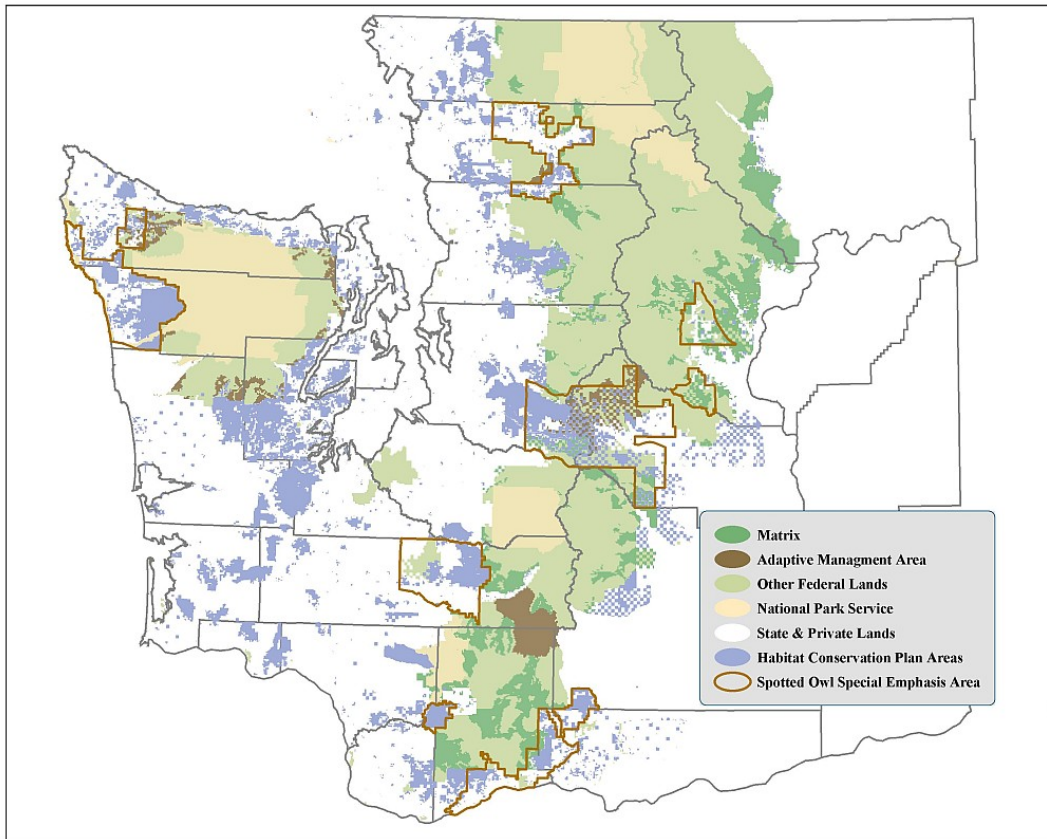 Matrix
Adaptive Managment Area
Other Federal Lands
National Park Service
State & Private Lands
Habitat Conservation Plan Areas
Spotted Owl Special Emphasis Area